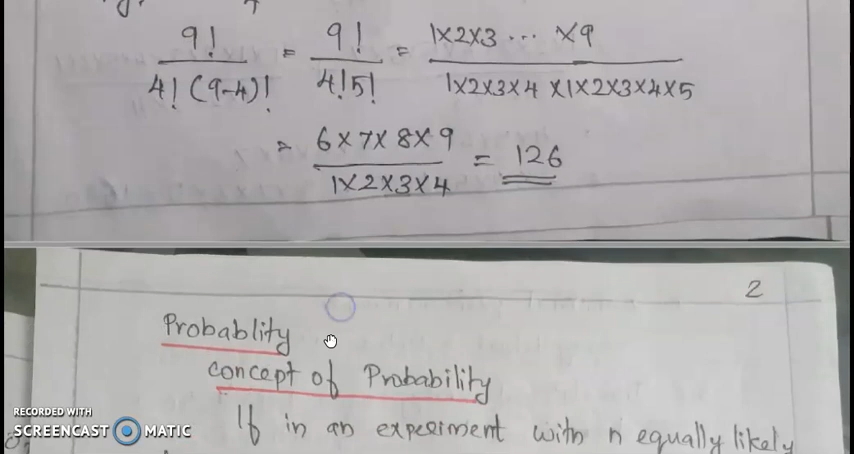 9! / 4!(9-4)! = 9! / 4!5! = 1×2×3 ... ×9 / 1×2×3×4 ×1×2×3×4×5
= 6×7×8×9 / 1×2×3×4 = 126
2
Probablity
concept of Probability
If in an experiment with n equally likely
RECORDED WITH
SCREENCAST MATIC